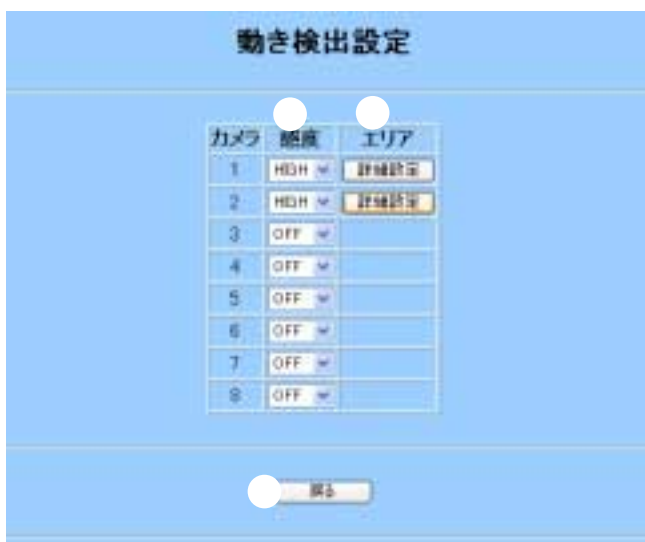 動き検出設定
カメラ 感度 エリア
1 HIGH 詳細設定
2 HIGH 詳細設定
3 OFF
4 OFF
5 OFF
6 OFF
7 OFF
8 OFF
戻る